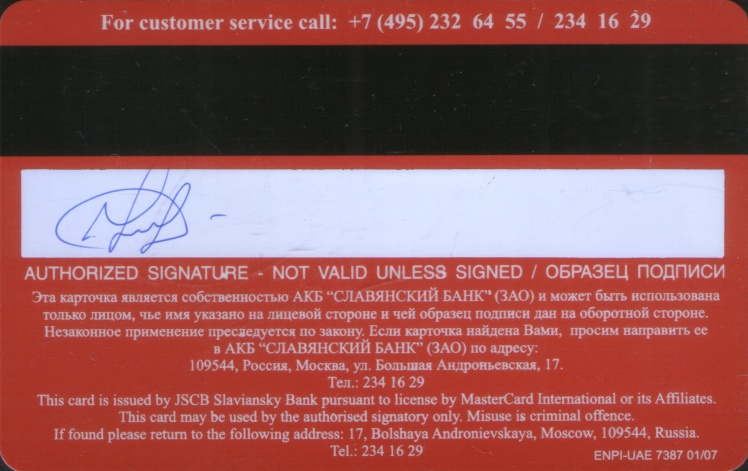 For customer service call: +7 (495) 232 64 55 / 234 16 29
AUTHORIZED SIGNATURE - NOT VALID UNLESS SIGNED / ОБРАЗЕЦ ПОДПИСИ
Эта карточка является собственностью АКБ “СЛАВЯНСКИЙ БАНК” (ЗАО) и может быть использована
только лицом, чье имя указано на лицевой стороне и чей образец подписи дан на оборотной стороне.
Незаконное применение преследуется по закону. Если карточка найдена Вами, просим направить ее
в АКБ “СЛАВЯНСКИЙ БАНК” (ЗАО) по адресу:
109544, Россия, Москва, ул. Большая Андроньевская, 17.
Тел.: 234 16 29
This card is issued by JSCB Slaviansky Bank pursuant to license by MasterCard International or its Affiliates.
This card may be used by the authorised signatory only. Misuse is criminal offence.
If found please return to the following address: 17, Bolshaya Andronievskaya, Moscow, 109544, Russia.
Tel.: 234 16 29
ENPI-UAE 7387 01/07